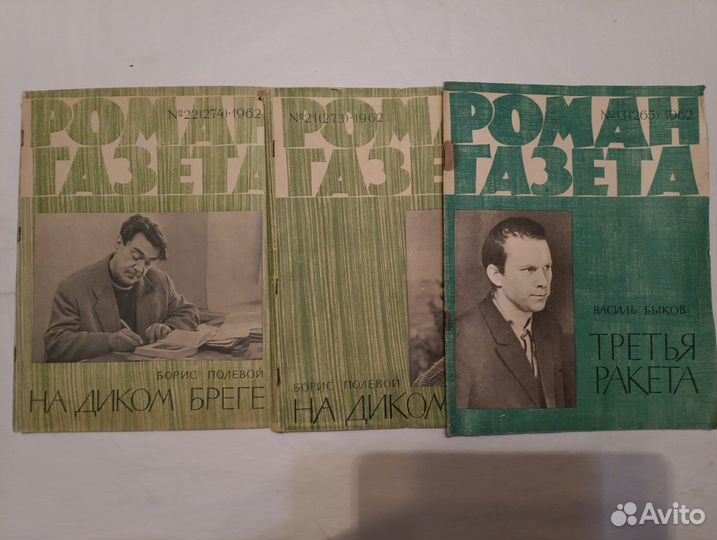 №22(274)·1962
РОМАН
ГАЗЕТА
БОРИС ПОЛЕВОЙ
НА ДИКОМ БРЕГЕ
№21(273)·1962
РОМАН
ГАЗЕ
БОРИС ПОЛЕВОЙ
НА ДИКОМ
№13(265)·1962
РОМАН
ГАЗЕТА
ВАСИЛЬ БЫКОВ
ТРЕТЬЯ
РАКЕТА
Avito